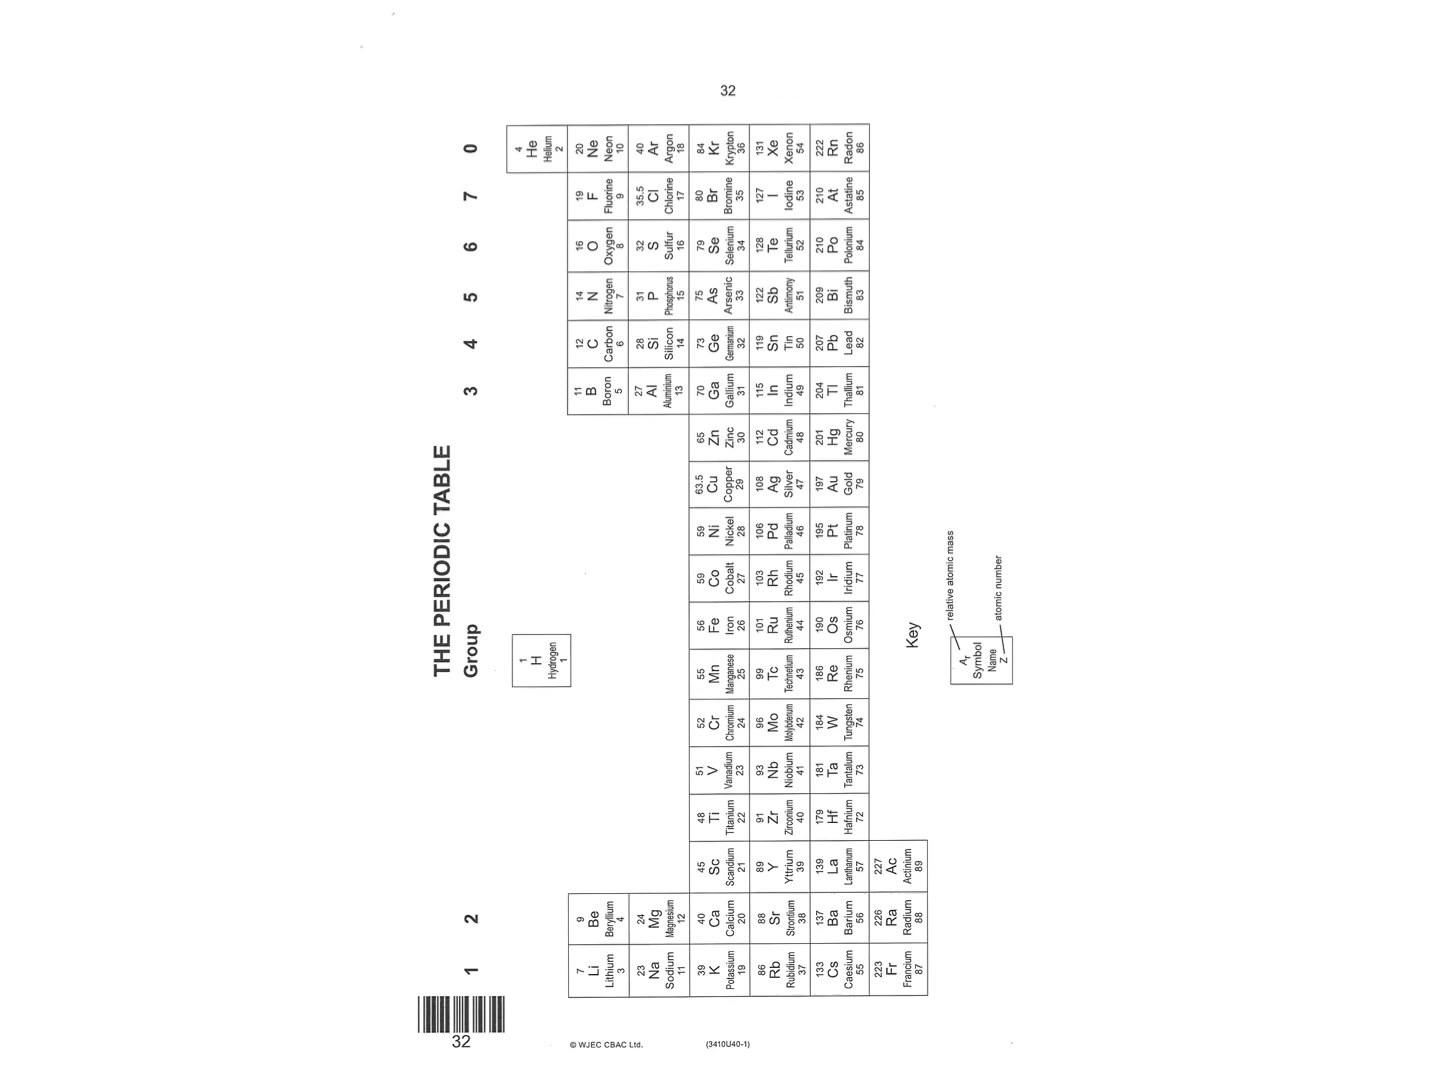 32
THE PERIODIC TABLE
Group
1 2 3 4 5 6 7 0
1
H
Hydrogen
1
4
He
Helium
2
7 9 11 12 14 16 19 20
Li Be B C N O F Ne
Lithium Beryllium Boron Carbon Nitrogen Oxygen Fluorine Neon
3 4 5 6 7 8 9 10
23 24 27 28 31 32 35.5 40
Na Mg Al Si P S Cl Ar
Sodium Magnesium Aluminium Silicon Phosphorus Sulfur Chlorine Argon
11 12 13 14 15 16 17 18
39 40 45 48 51 52 55 56 59 59 63.5 65 70 73 75 79 80 84
K Ca Sc Ti V Cr Mn Fe Co Ni Cu Zn Ga Ge As Se Br Kr
Potassium Calcium Scandium Titanium Vanadium Chromium Manganese Iron Cobalt Nickel Copper Zinc Gallium Germanium Arsenic Selenium Bromine Krypton
19 20 21 22 23 24 25 26 27 28 29 30 31 32 33 34 35 36
86 88 89 91 93 96 99 101 103 106 108 112 115 119 122 128 127 131
Rb Sr Y Zr Nb Mo Tc Ru Rh Pd Ag Cd In Sn Sb Te I Xe
Rubidium Strontium Yttrium Zirconium Niobium Molybdenum Technetium Ruthenium Rhodium Palladium Silver Cadmium Indium Tin Antimony Tellurium Iodine Xenon
37 38 39 40 41 42 43 44 45 46 47 48 49 50 51 52 53 54
133 137 139 179 181 184 186 190 192 195 197 201 204 207 209 210 210 222
Cs Ba La Hf Ta W Re Os Ir Pt Au Hg Tl Pb Bi Po At Rn
Caesium Barium Lanthanum Hafnium Tantalum Tungsten Rhenium Osmium Iridium Platinum Gold Mercury Thallium Lead Bismuth Polonium Astatine Radon
55 56 57 72 73 74 75 76 77 78 79 80 81 82 83 84 85 86
223 226 227
Fr Ra Ac
Francium Radium Actinium
87 88 89
Key
Ar
Symbol
Name
Z
relative atomic mass
atomic number
32
© WJEC CBAC Ltd.
(3410U40-1)